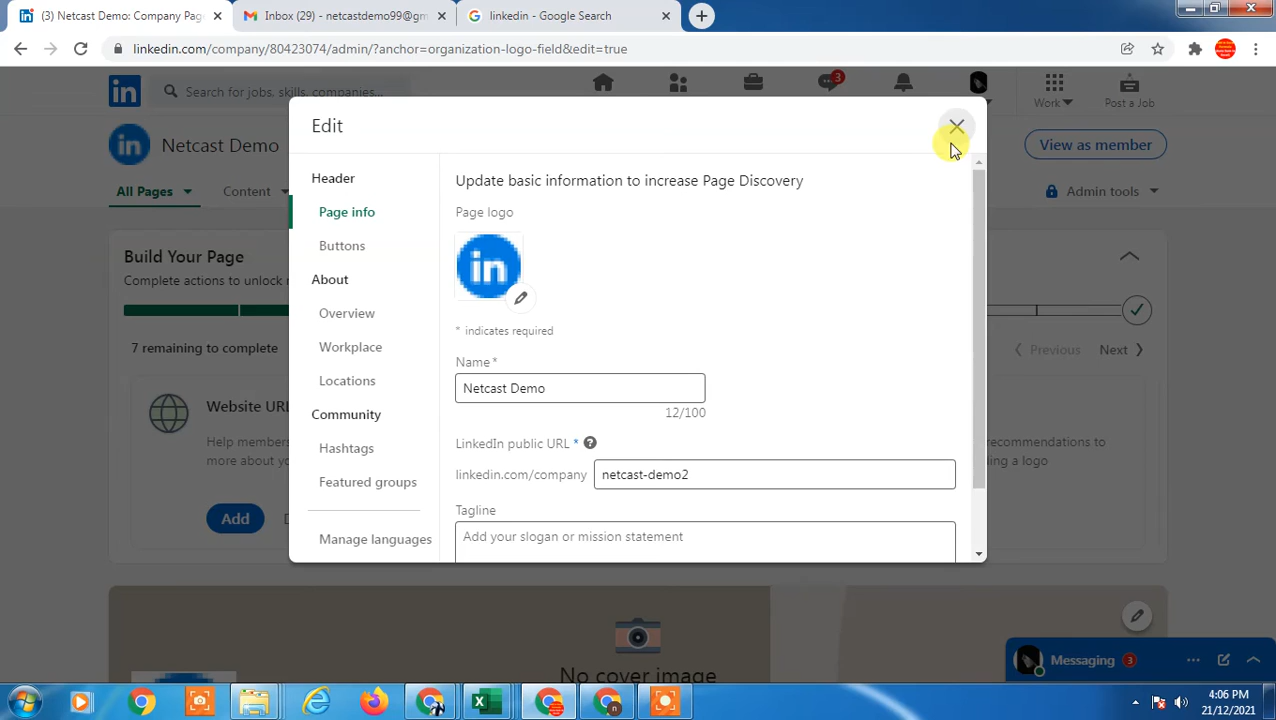 (3) Netcast Demo: Company Pag
Inbox (29) - netcastdemo99@gm
linkedin - Google Search
linkedin.com/company/80423074/admin/?anchor=organization-logo-field&edit=true
in
Search for jobs, skills, companies...
3
Work
Post a Job
in
Netcast Demo
View as member
All Pages
Content
Admin tools
Edit
Header
Page info
Buttons
About
Overview
Workplace
Locations
Community
Hashtags
Featured groups
Manage languages
Update basic information to increase Page Discovery
Page logo
in
* indicates required
Name*
Netcast Demo
12/100
LinkedIn public URL *
linkedin.com/company
netcast-demo2
Tagline
Add your slogan or mission statement
Build Your Page
Complete actions to unlock
7 remaining to complete
Previous
Next
Website URL
Help members
more about yo
recommendations to
ding a logo
Add
No cover image
Messaging
3
4:06 PM
21/12/2021